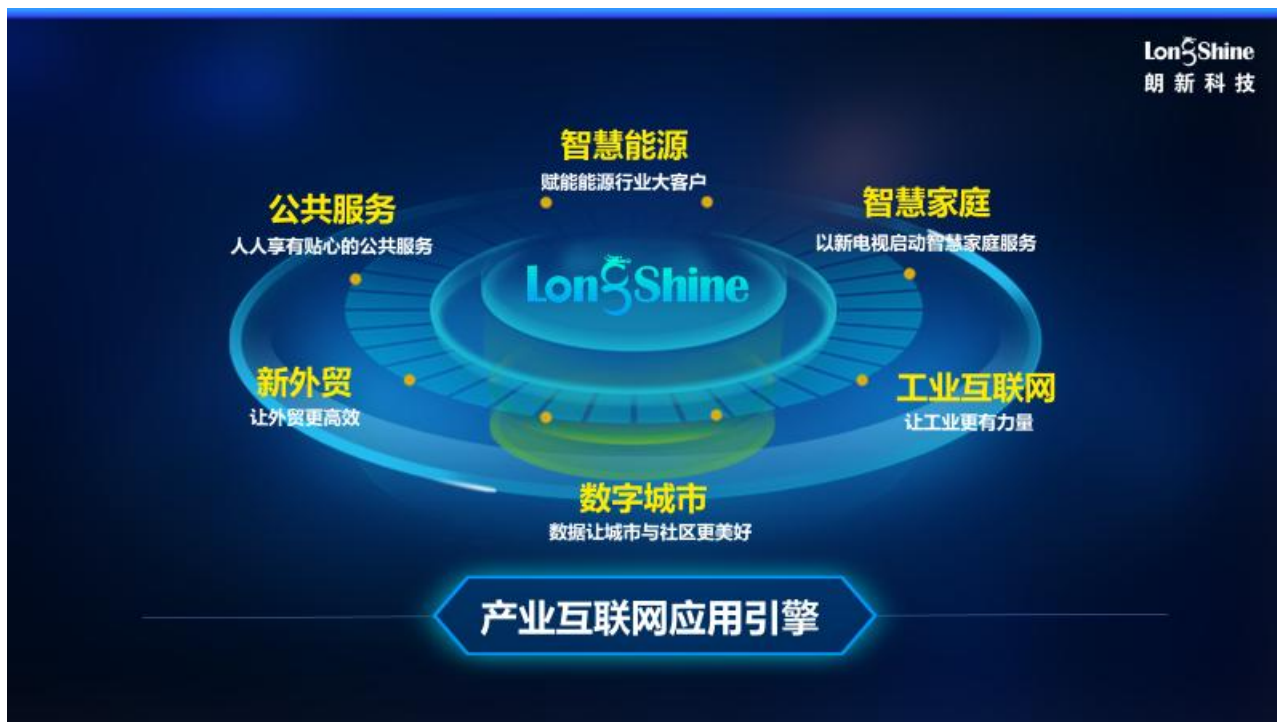 LongShine
朗新科技
智慧能源
赋能能源行业大客户
公共服务
人人享有贴心的公共服务
智慧家庭
以新电视启动智慧家庭服务
LongShine
新外贸
让外贸更高效
工业互联网
让工业更有力量
数字城市
数据让城市与社区更美好
产业互联网应用引擎